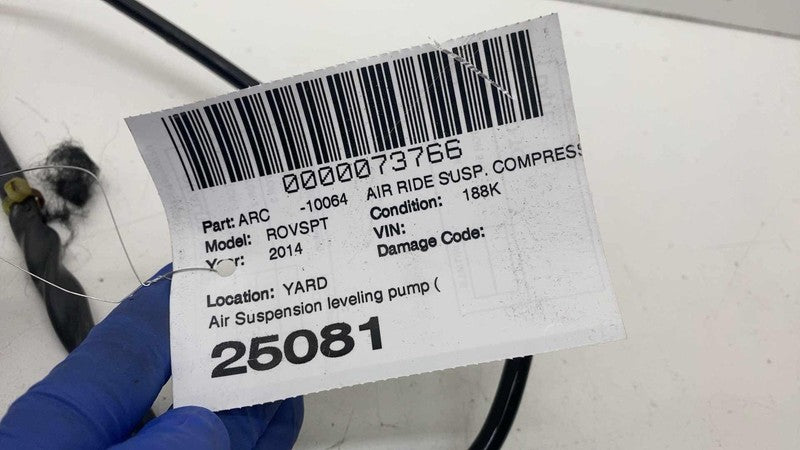 0000073766
Part: ARC -10064 AIR RIDE SUSP. COMPRESS
Model: ROVSPT Condition: 188K
Year: 2014 VIN:
Damage Code:
Location: YARD
Air Suspension leveling pump (
25081